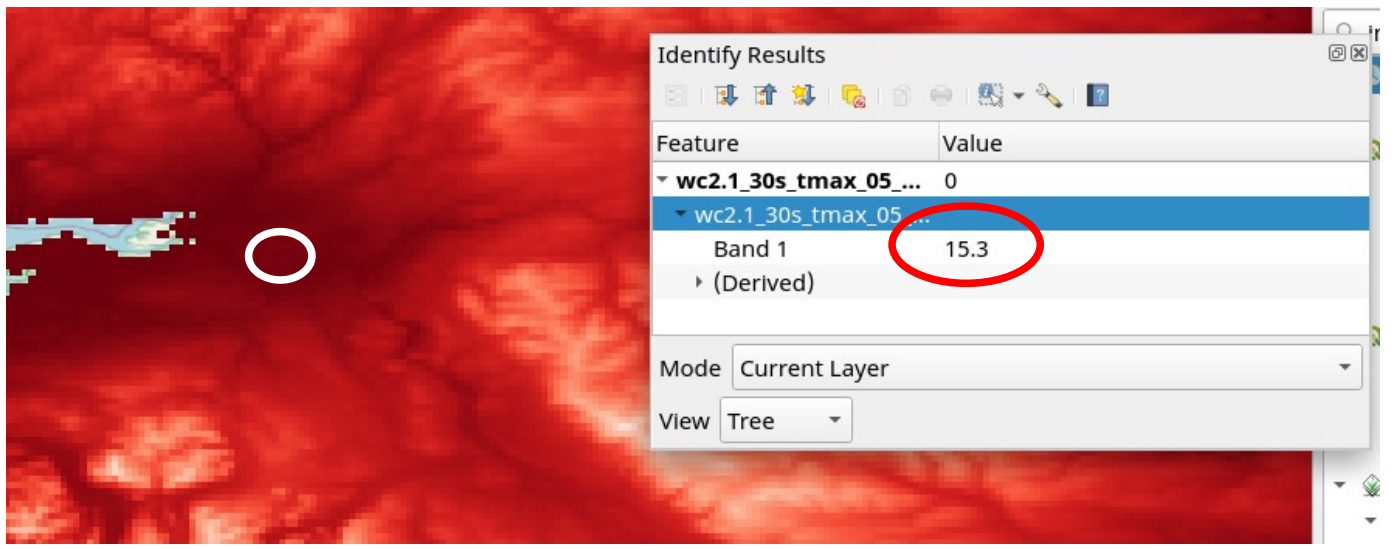 Identify Results
Feature Value
wc2.1_30s_tmax_05_... 0
wc2.1_30s_tmax_05_...
Band 1 15.3
(Derived)
Mode Current Layer
View Tree